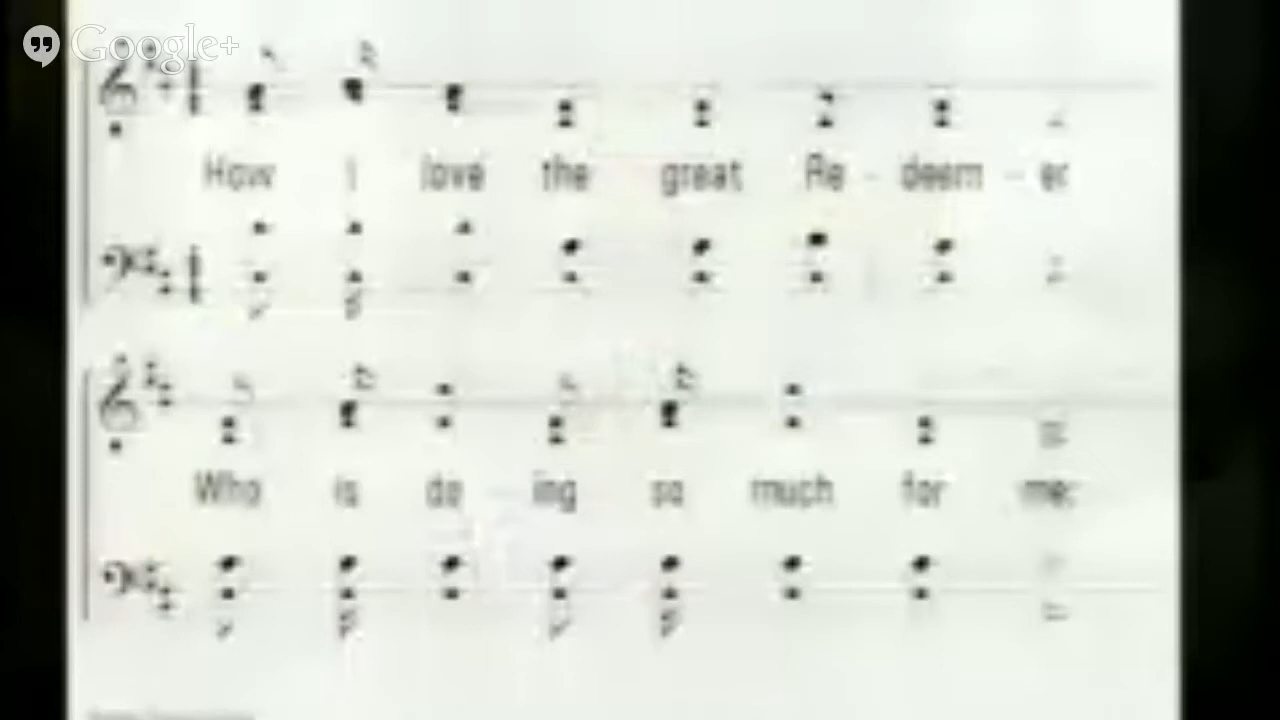 Google+
How I love the great Re - deem - er
Who is do - ing so much for me;